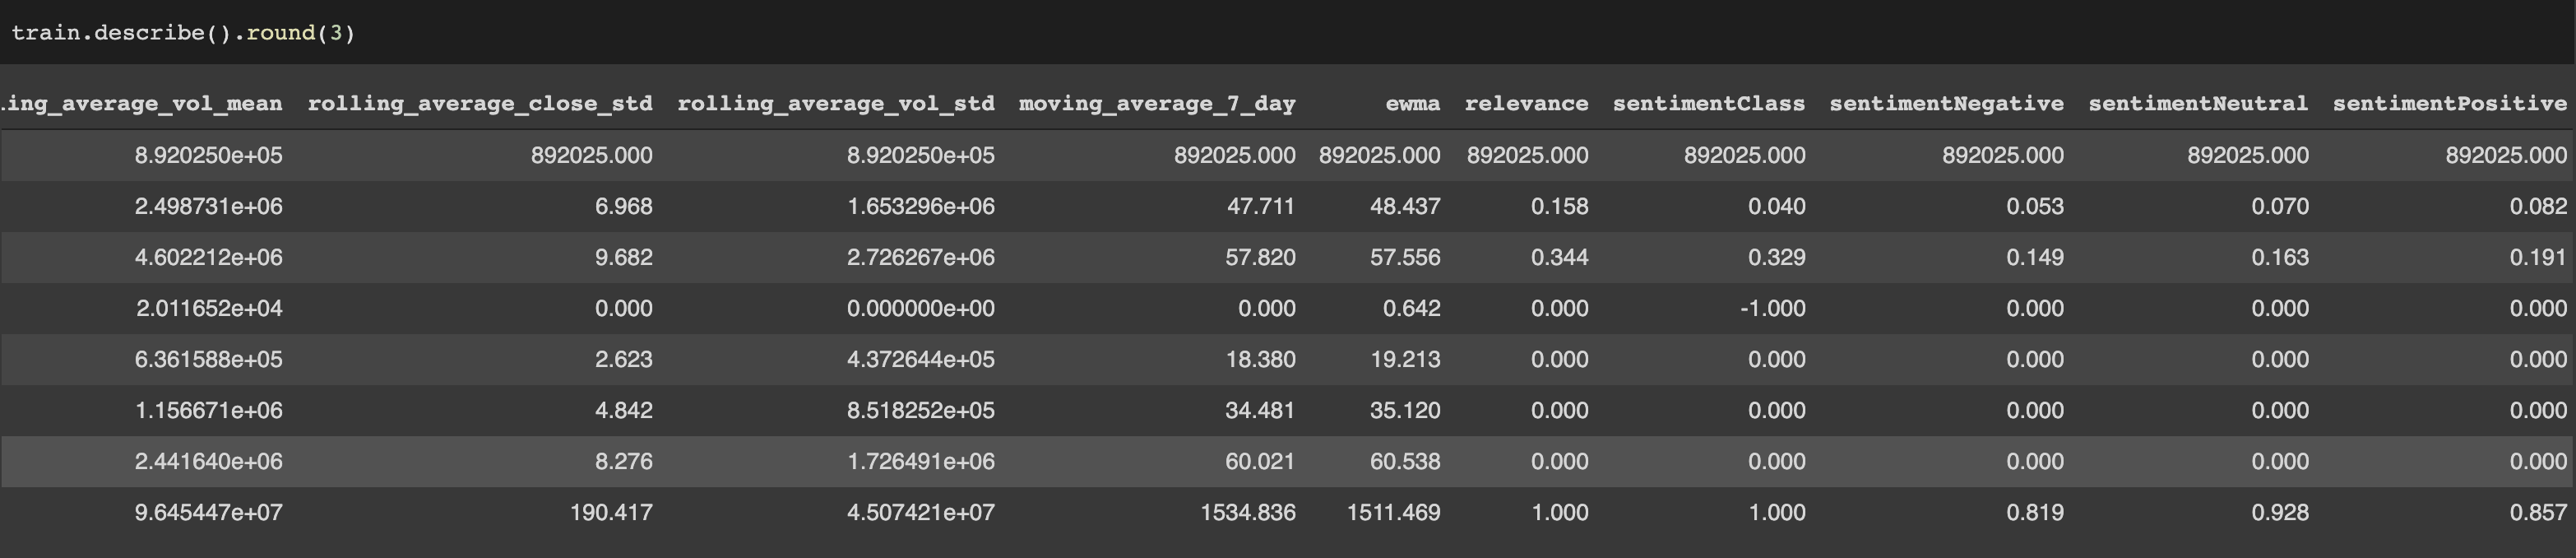 train.describe().round(3)
.ing_average_vol_mean rolling_average_close_std rolling_average_vol_std moving_average_7_day ewma relevance sentimentClass sentimentNegative sentimentNeutral sentimentPositive
8.920250e+05 892025.000 8.920250e+05 892025.000 892025.000 892025.000 892025.000 892025.000 892025.000 892025.000
2.498731e+06 6.968 1.653296e+06 47.711 48.437 0.158 0.040 0.053 0.070 0.082
4.602212e+06 9.682 2.726267e+06 57.820 57.556 0.344 0.329 0.149 0.163 0.191
2.011652e+04 0.000 0.000000e+00 0.000 0.642 0.000 -1.000 0.000 0.000 0.000
6.361588e+05 2.623 4.372644e+05 18.380 19.213 0.000 0.000 0.000 0.000 0.000
1.156671e+06 4.842 8.518252e+05 34.481 35.120 0.000 0.000 0.000 0.000 0.000
2.441640e+06 8.276 1.726491e+06 60.021 60.538 0.000 0.000 0.000 0.000 0.000
9.645447e+07 190.417 4.507421e+07 1534.836 1511.469 1.000 1.000 0.819 0.928 0.857